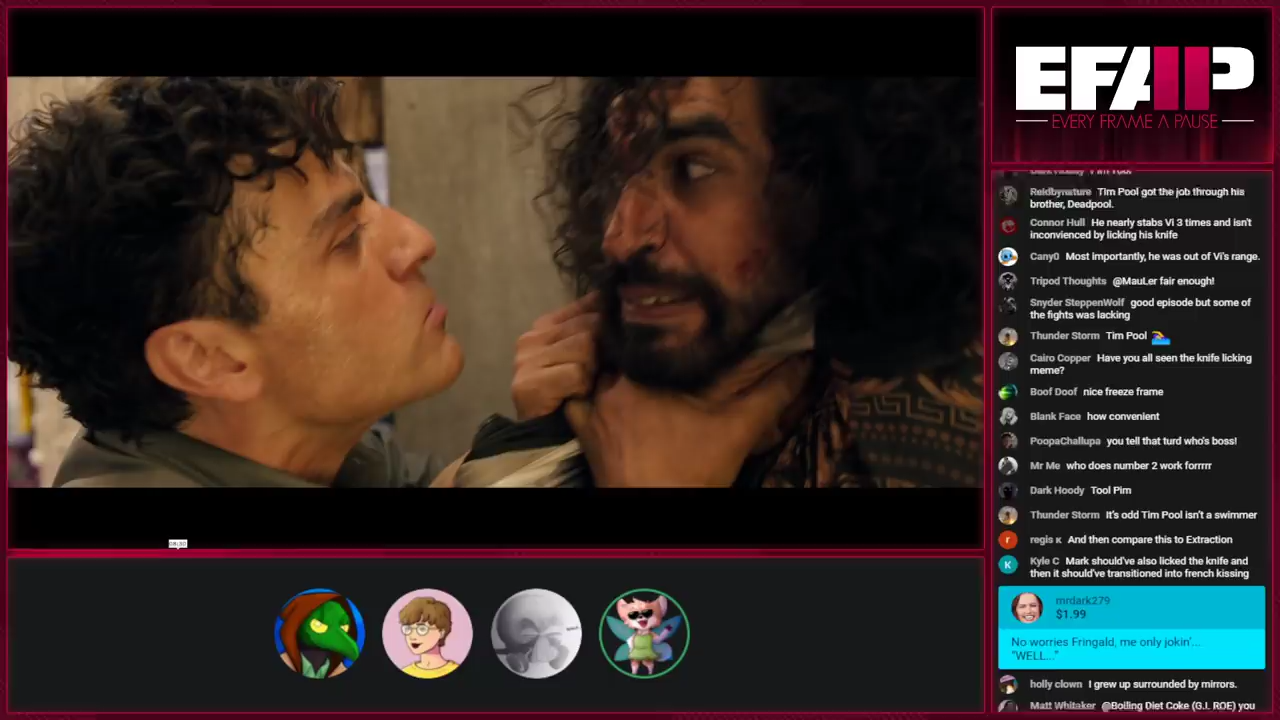 EFAP
EVERY FRAME A PAUSE
Reidbynature Tim Pool got the job through his
brother, Deadpool.
Connor Hull He nearly stabs Vi 3 times and isn't
inconvienced by licking his knife
Cany0 Most importantly, he was out of Vi's range.
Tripod Thoughts @MauLer fair enough!
Snyder SteppenWolf good episode but some of
the fights was lacking
Thunder Storm Tim Pool
Cairo Copper Have you all seen the knife licking
meme?
Boof Doof nice freeze frame
Blank Face how convenient
PoopaChallupa you tell that turd who's boss!
Mr Me who does number 2 work forrrrr
Dark Hoody Tool Pim
Thunder Storm It's odd Tim Pool isn't a swimmer
r regis ĸ And then compare this to Extraction
K Kyle C Mark should've also licked the knife and
then it should've transitioned into french kissing
mrdark279
$1.99
No worries Fringald, me only jokin'...
"WELL..."
holly clown I grew up surrounded by mirrors.
Matt Whitaker @Boiling Diet Coke (G.I. ROE) you